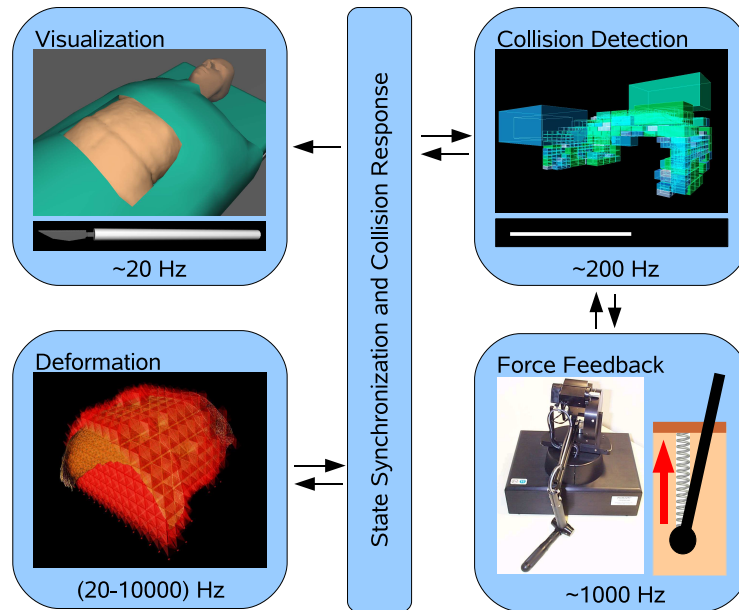 Visualization
~20 Hz
State Synchronization and Collision Response
Collision Detection
~200 Hz
Deformation
(20-10000) Hz
Force Feedback
~1000 Hz